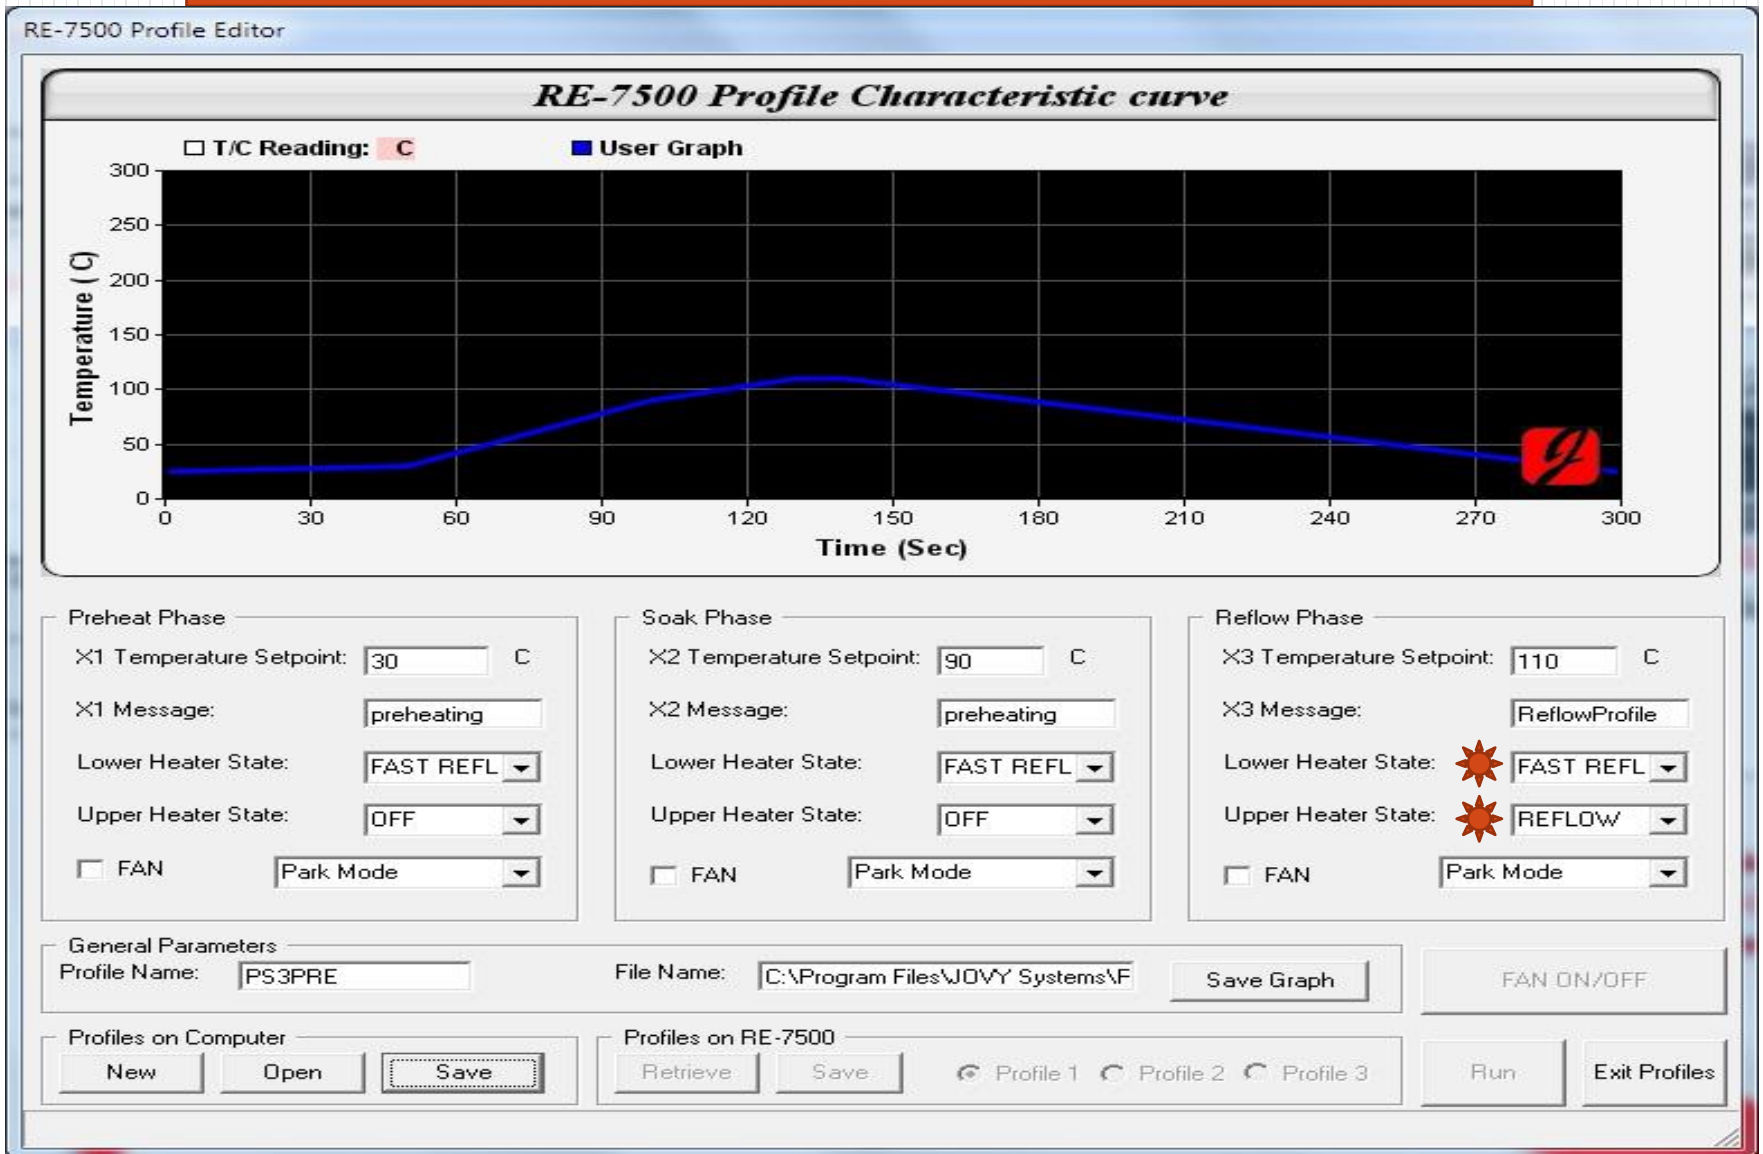 RE-7500 Profile Editor
RE-7500 Profile Characteristic curve
T/C Reading: C User Graph
300
250
200
150
100
50
0
Temperature ( C)
0 30 60 90 120 150 180 210 240 270 300
Time (Sec)
Preheat Phase
X1 Temperature Setpoint: 30 C
X1 Message: preheating
Lower Heater State: FAST REFL
Upper Heater State: OFF
FAN Park Mode
Soak Phase
X2 Temperature Setpoint: 90 C
X2 Message: preheating
Lower Heater State: FAST REFL
Upper Heater State: OFF
FAN Park Mode
Reflow Phase
X3 Temperature Setpoint: 110 C
X3 Message: ReflowProfile
Lower Heater State: FAST REFL
Upper Heater State: REFLOW
FAN Park Mode
General Parameters
Profile Name: PS3PRE File Name: C:\Program Files\JOVY Systems\F Save Graph
FAN ON/OFF
Profiles on Computer
New Open Save
Profiles on RE-7500
Retrieve Save Profile 1 Profile 2 Profile 3
Run Exit Profiles